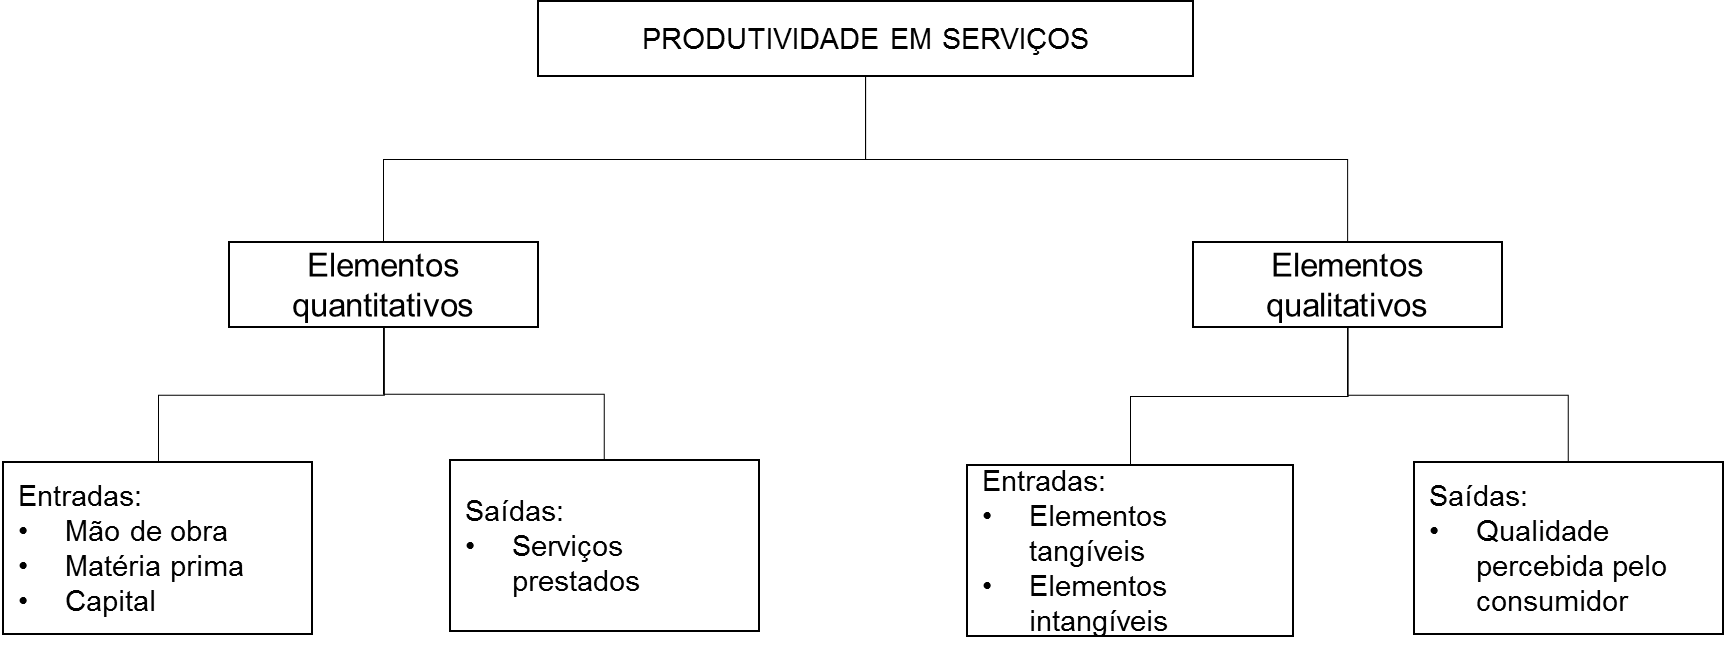 PRODUTIVIDADE EM SERVIÇOS
Elementos
quantitativos
Elementos
qualitativos
Entradas:
• Mão de obra
• Matéria prima
• Capital
Saídas:
• Serviços
prestados
Entradas:
• Elementos
tangíveis
• Elementos
intangíveis
Saídas:
• Qualidade
percebida pelo
consumidor